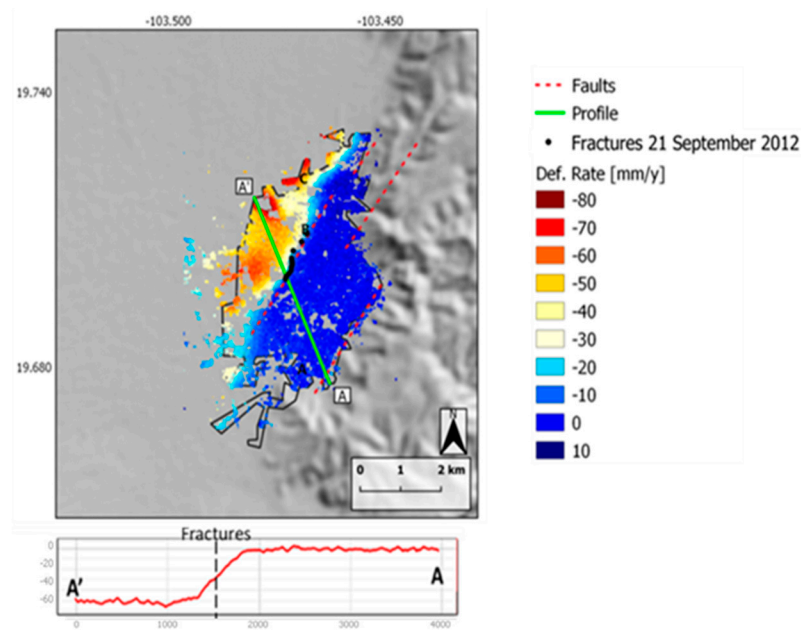 -103.500 -103.450
19.740
19.680
A'
C
B
A
A
N
0 1 2 km
Faults
Profile
Fractures 21 September 2012
Def. Rate [mm/y]
-80
-70
-60
-50
-40
-30
-20
-10
0
10
Fractures
0
-20
-40
-60
A'
A
0 1000 2000 3000 4000